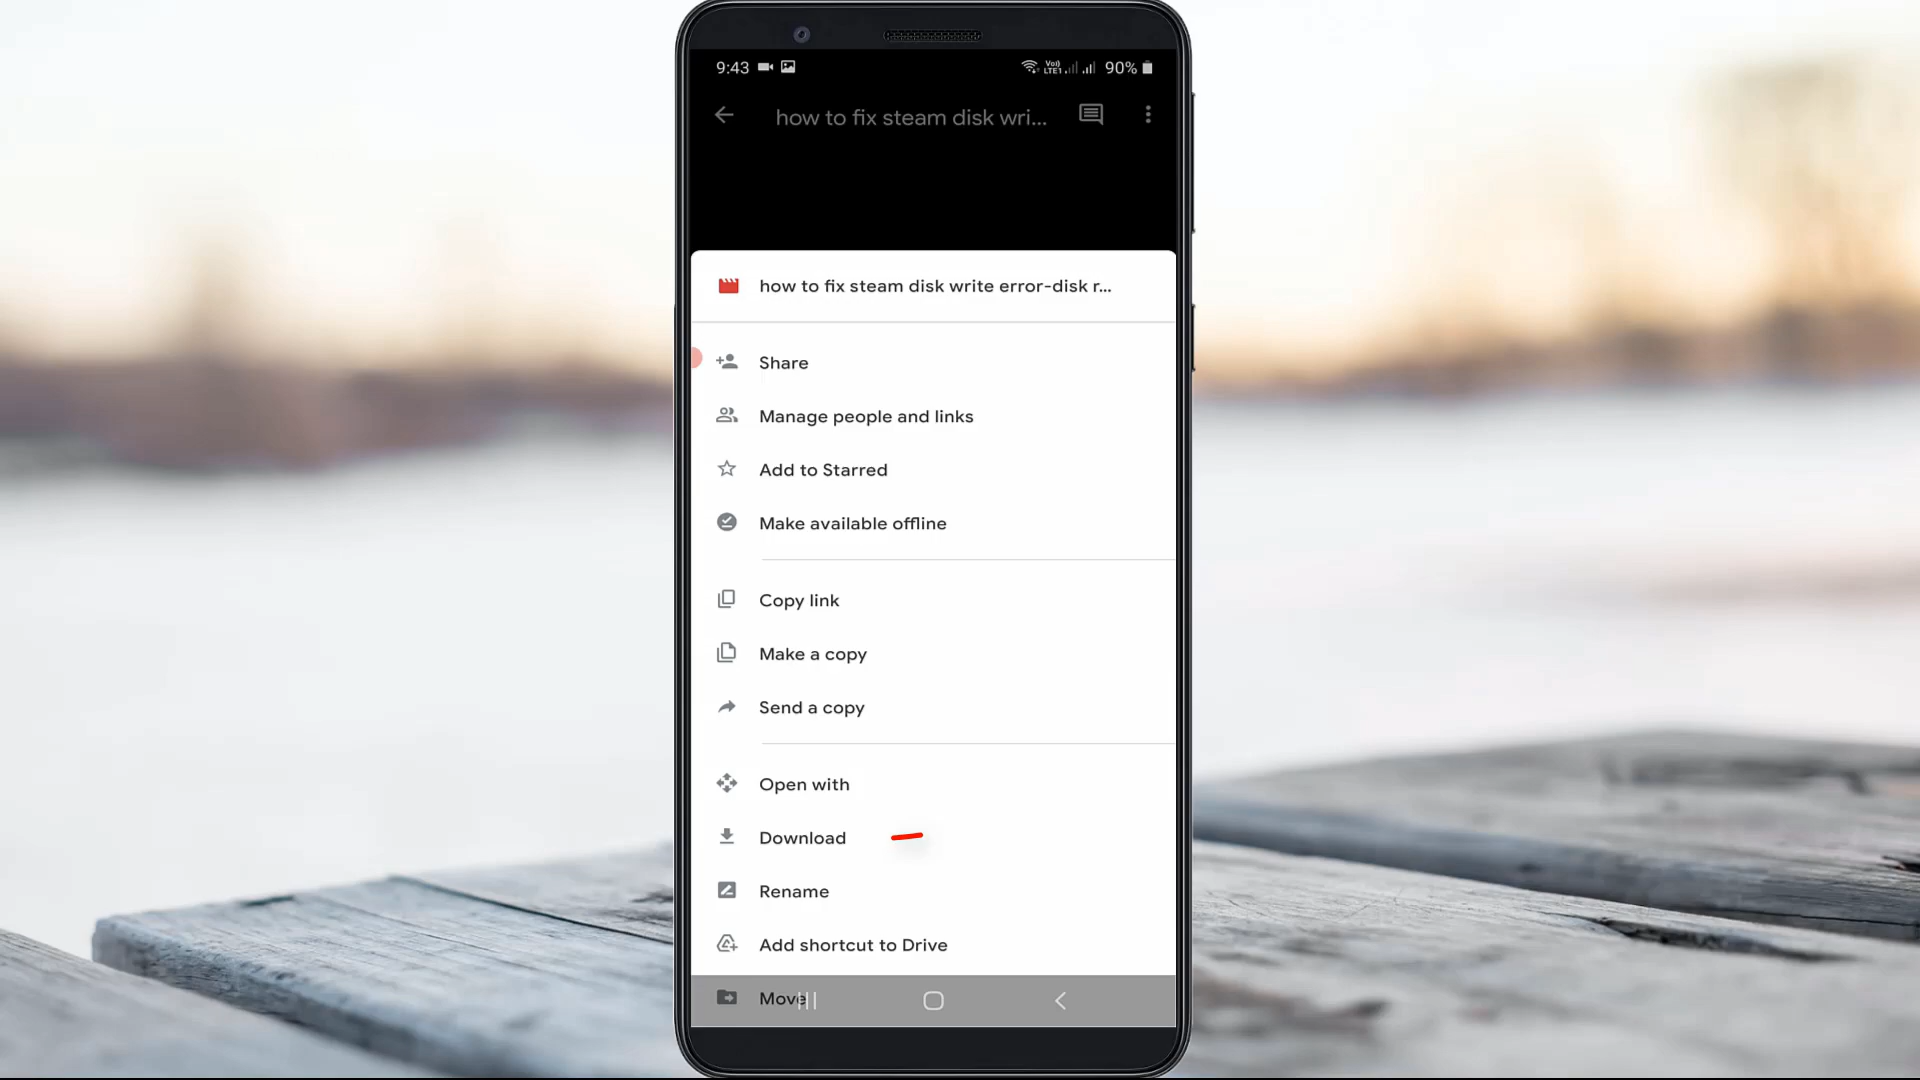 9:43
Vo)) LTE1 90%
how to fix steam disk wri...
how to fix steam disk write error-disk r...
Share
Manage people and links
Add to Starred
Make available offline
Copy link
Make a copy
Send a copy
Open with
Download
Rename
Add shortcut to Drive
Move